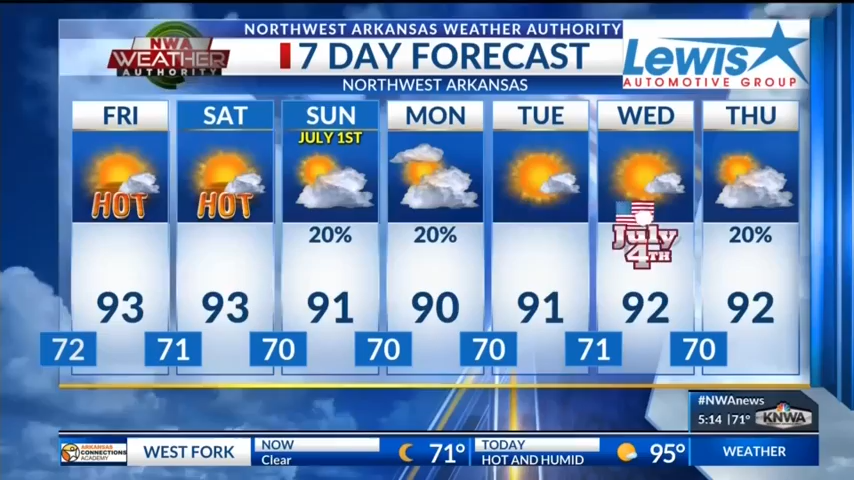 NORTHWEST ARKANSAS WEATHER AUTHORITY
NWA
WEATHER
AUTHORITY
7 DAY FORECAST
NORTHWEST ARKANSAS
Lewis
AUTOMOTIVE GROUP
FRI SAT SUN MON TUE WED THU
JULY 1ST
HOT HOT
July
4TH
20% 20% 20%
93 93 91 90 91 92 92
72 71 70 70 70 71 70
#NWAnews
5:14 71°
KNWA
ARKANSAS
CONNECTIONS
ACADEMY
WEST FORK
NOW
Clear
71°
TODAY
HOT AND HUMID
95°
WEATHER